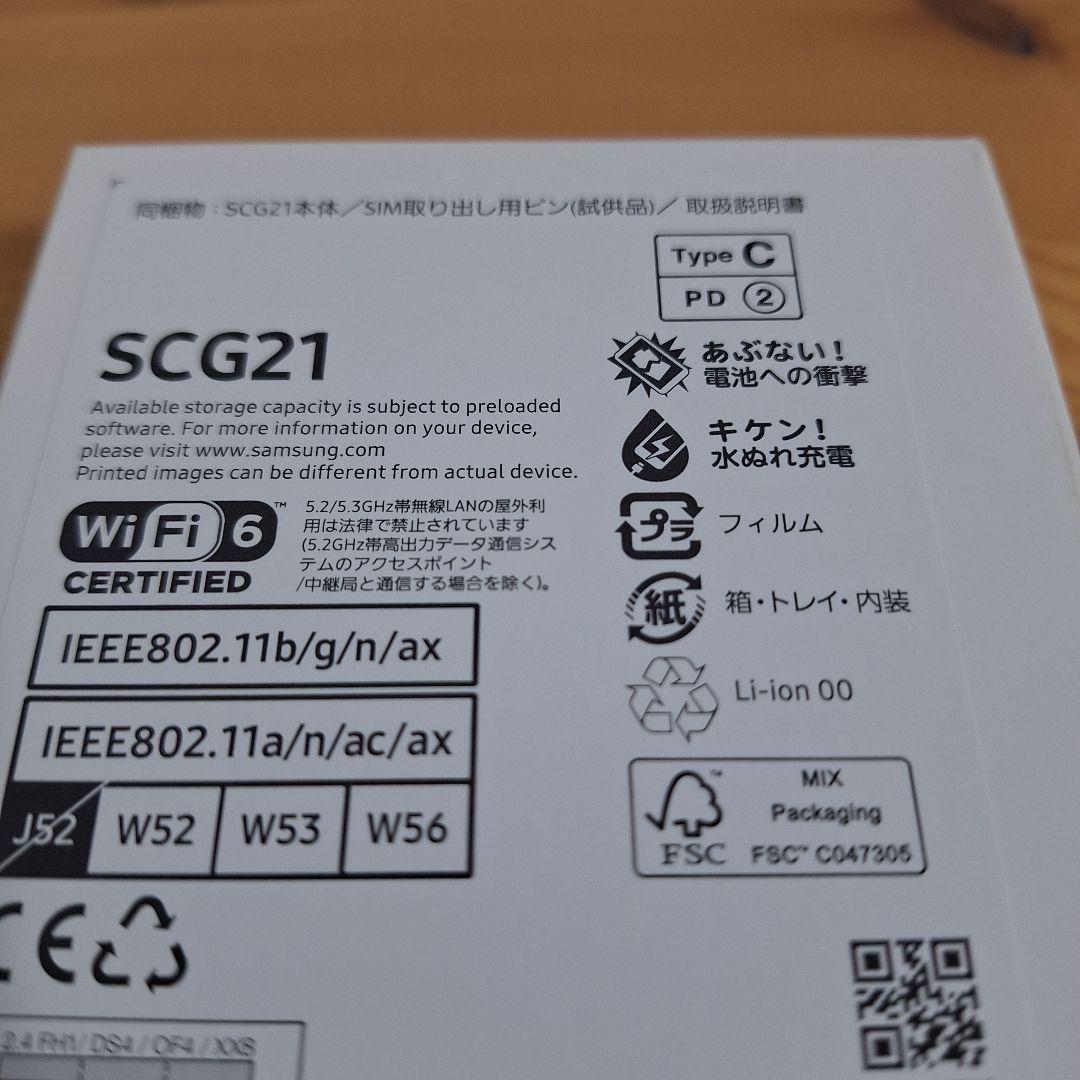 同梱物：SCG21本体／SIM取り出し用ピン(試供品)／取扱説明書
Type C
PD ②
SCG21
Available storage capacity is subject to preloaded
software. For more information on your device,
please visit www.samsung.com
Printed images can be different from actual device.
あぶない！
電池への衝撃
キケン！
水ぬれ充電
Wi Fi 6™
CERTIFIED
5.2/5.3GHz帯無線LANの屋外利
用は法律で禁止されています
(5.2GHz帯高出力データ通信シス
テムのアクセスポイント
/中継局と通信する場合を除く)。
プラ
フィルム
紙
箱・トレイ・内装
IEEE802.11b/g/n/ax
Li-ion 00
IEEE802.11a/n/ac/ax
J52 W52 W53 W56
FSC™
MIX
Packaging
FSC™ C047305
CE
2.4 FH1/DS4/OF4/XX8